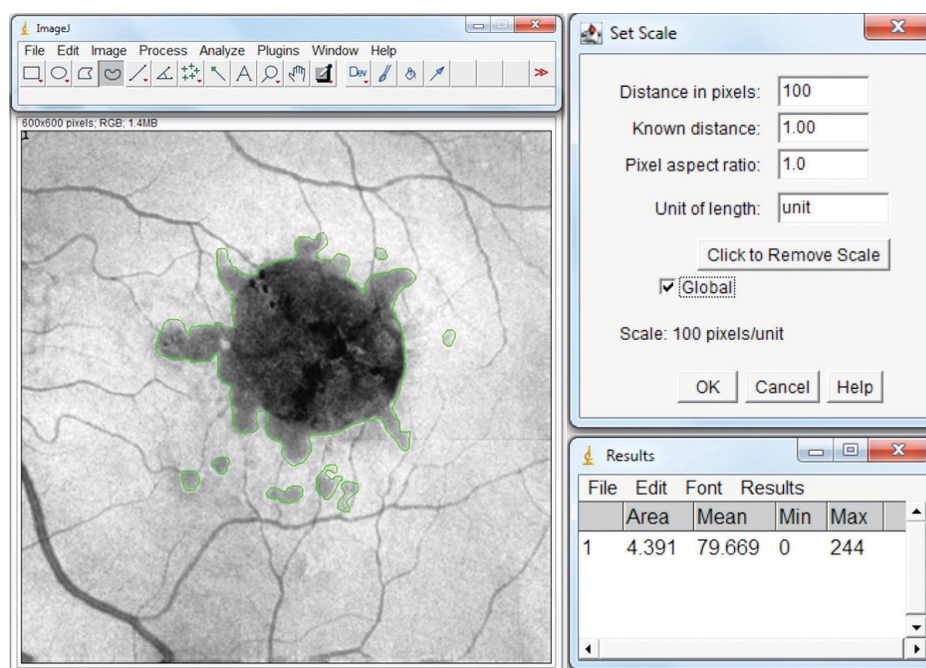 ImageJ
File Edit Image Process Analyze Plugins Window Help
A Dev
600x600 pixels; RGB; 1.4MB
1
Set Scale
Distance in pixels: 100
Known distance: 1.00
Pixel aspect ratio: 1.0
Unit of length: unit
Click to Remove Scale
Global
Scale: 100 pixels/unit
OK Cancel Help
Results
File Edit Font Results
Area Mean Min Max
1 4.391 79.669 0 244